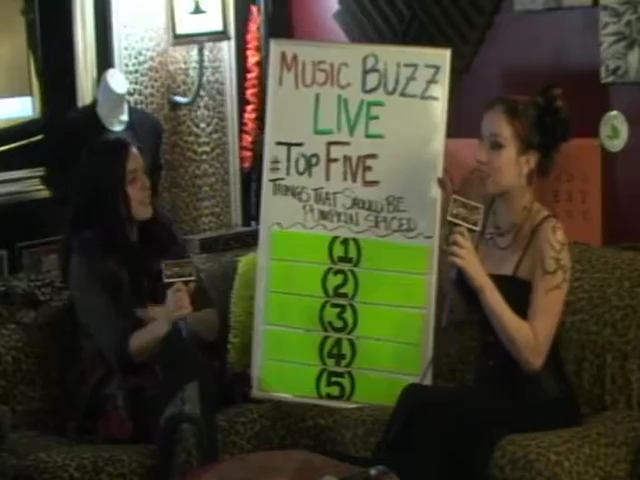 MUSIC BUZZ
LIVE
#TOP FIVE
THINGS THAT SHOULD BE
PUMPKIN SPICED
(1)
(2)
(3)
(4)
(5)